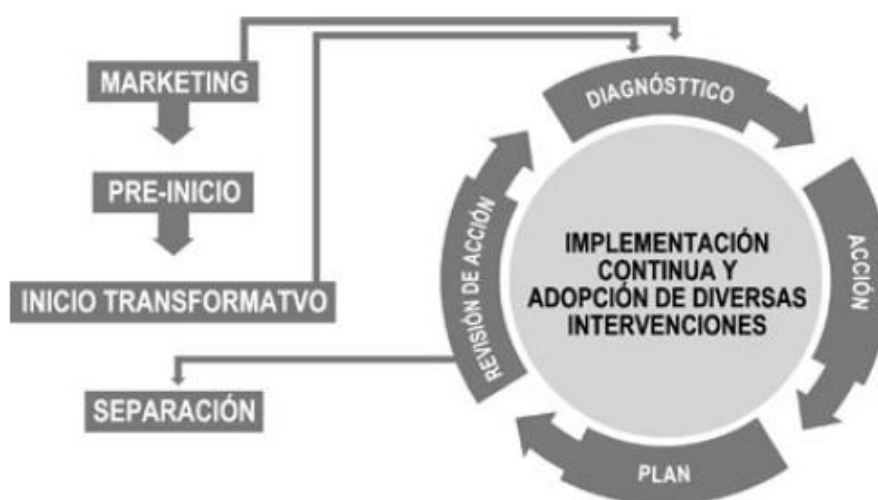 MARKETING
PRE-INICIO
INICIO TRANSFORMATVO
SEPARACIÓN
DIAGNÓSTTICO
ACCIÓN
PLAN
REVISIÓN DE ACCIÓN
IMPLEMENTACIÓN
CONTINUA Y
ADOPCIÓN DE DIVERSAS
INTERVENCIONES